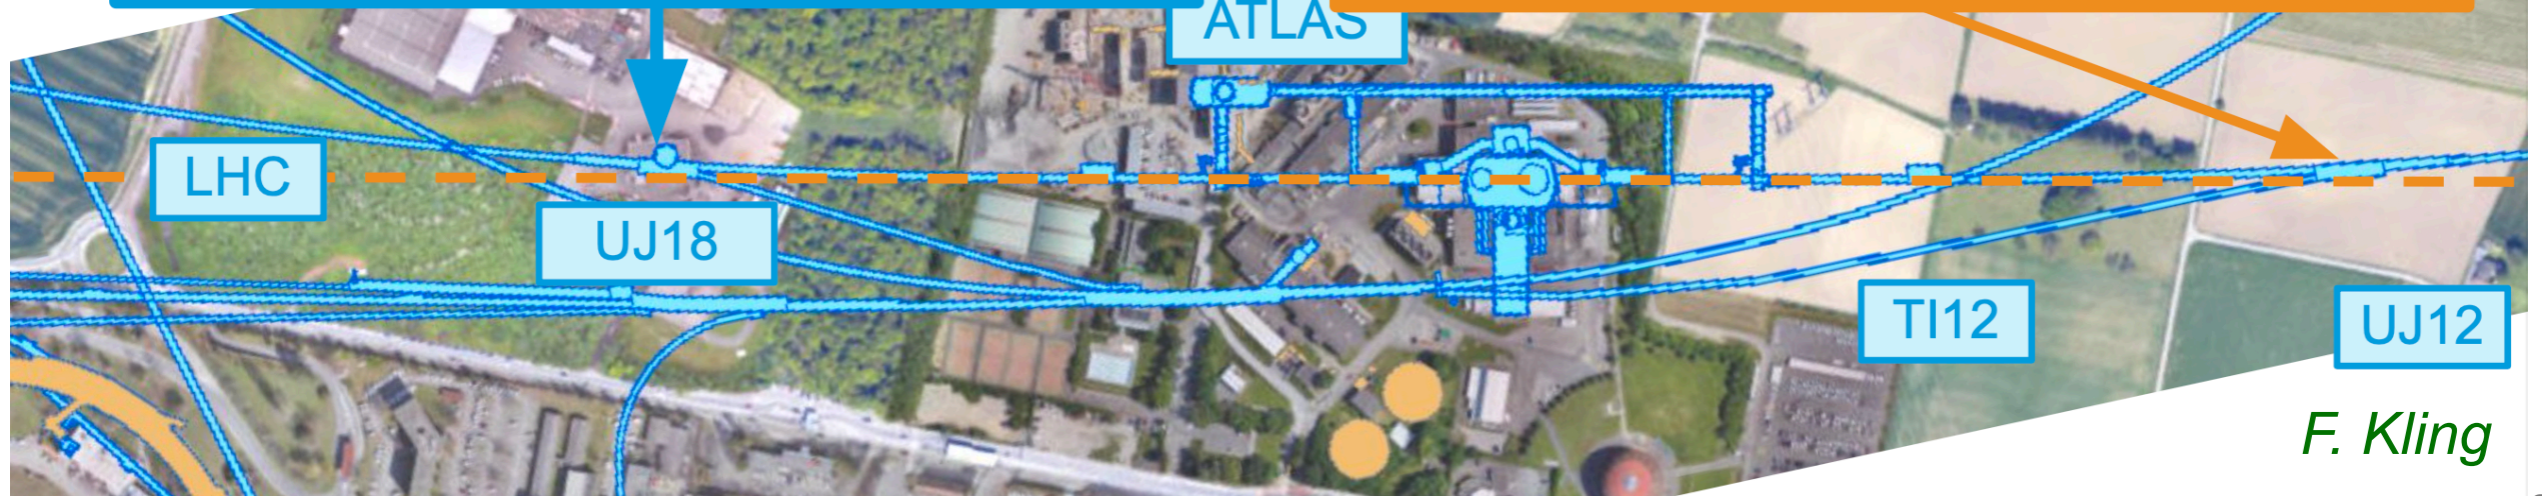 ATLAS
LHC
UJ18
TI12
UJ12
F. Kling